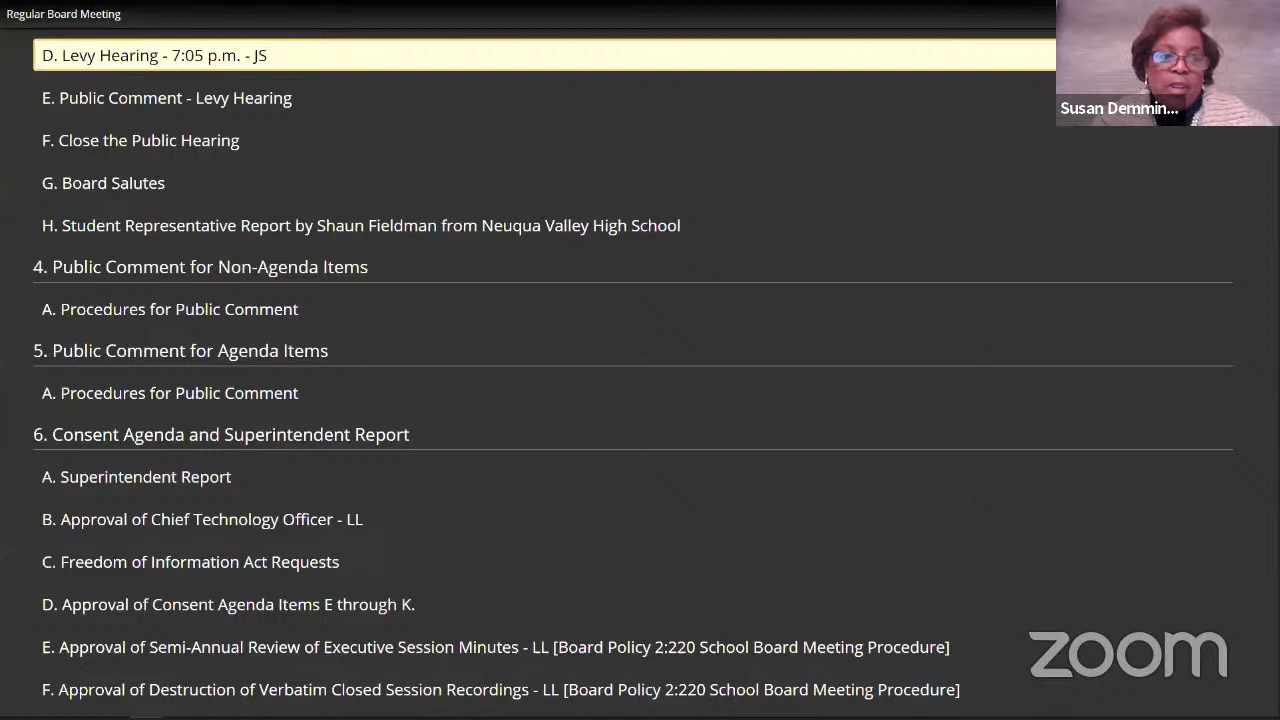 Regular Board Meeting
D. Levy Hearing - 7:05 p.m. - JS
Susan Demmin...
E. Public Comment - Levy Hearing
F. Close the Public Hearing
G. Board Salutes
H. Student Representative Report by Shaun Fieldman from Neuqua Valley High School
4. Public Comment for Non-Agenda Items
A. Procedures for Public Comment
5. Public Comment for Agenda Items
A. Procedures for Public Comment
6. Consent Agenda and Superintendent Report
A. Superintendent Report
B. Approval of Chief Technology Officer - LL
C. Freedom of Information Act Requests
D. Approval of Consent Agenda Items E through K.
E. Approval of Semi-Annual Review of Executive Session Minutes - LL [Board Policy 2:220 School Board Meeting Procedure]
F. Approval of Destruction of Verbatim Closed Session Recordings - LL [Board Policy 2:220 School Board Meeting Procedure]
zoom